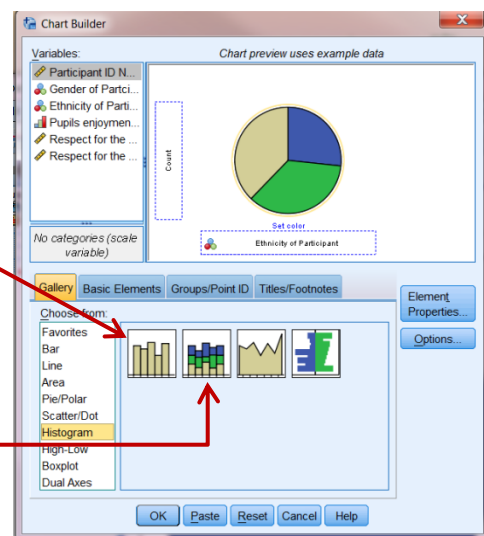 Chart Builder
Variables:
Chart preview uses example data
Participant ID N...
Gender of Partci...
Ethnicity of Parti...
Pupils enjoymen...
Respect for the ...
Respect for the ...
No categories (scale
variable)
Count
Set color
Ethnicity of Participant
Gallery
Basic Elements
Groups/Point ID
Titles/Footnotes
Choose from:
Favorites
Bar
Line
Area
Pie/Polar
Scatter/Dot
Histogram
High-Low
Boxplot
Dual Axes
Element
Properties...
Options...
OK
Paste
Reset
Cancel
Help